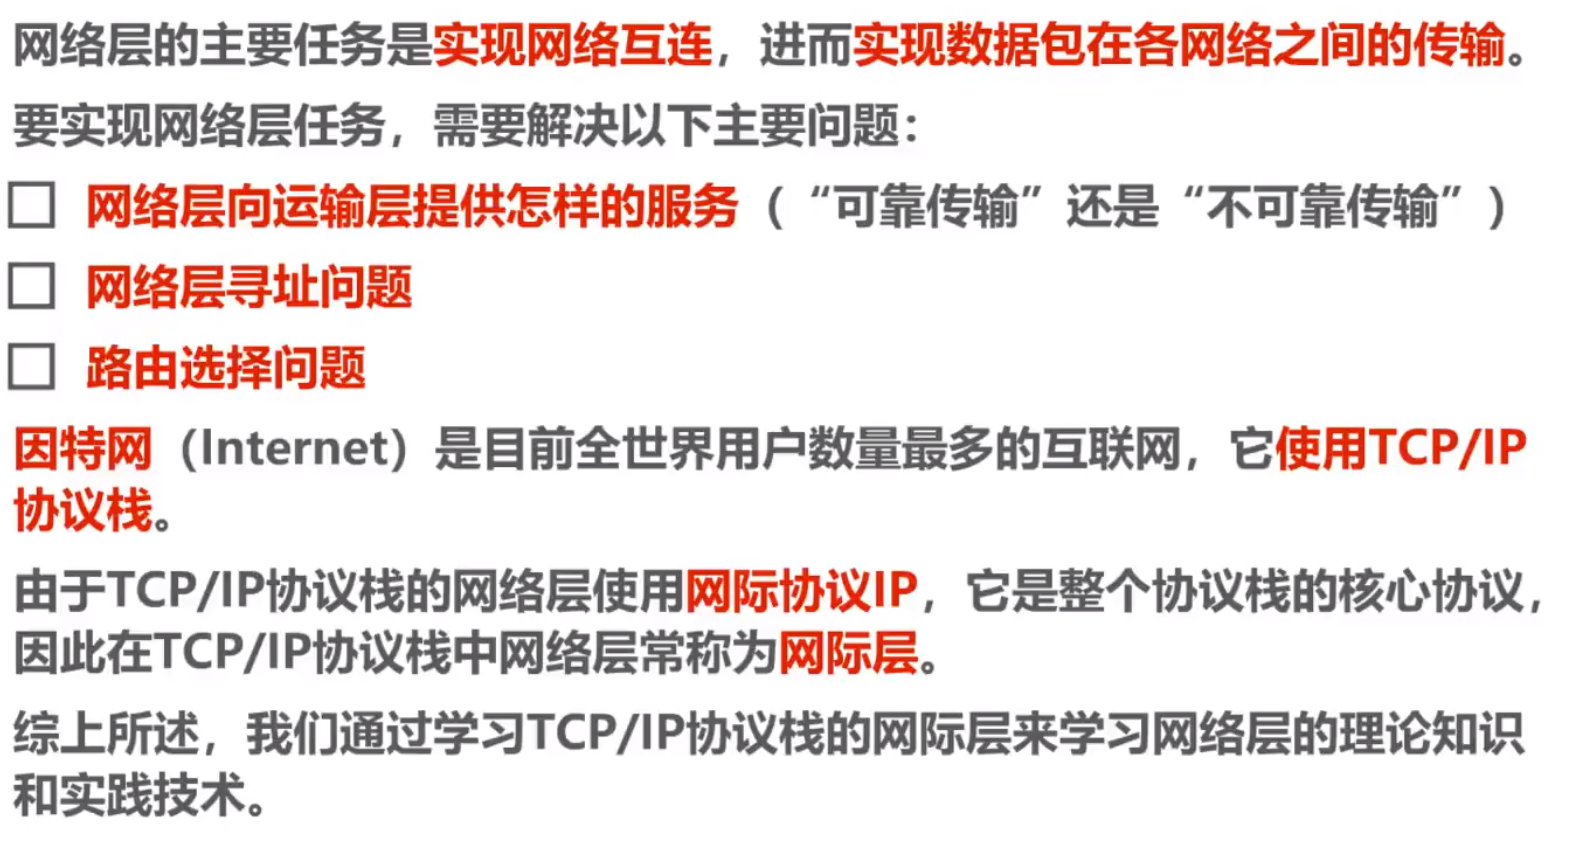 网络层的主要任务是实现网络互连，进而实现数据包在各网络之间的传输。
要实现网络层任务，需要解决以下主要问题：
网络层向运输层提供怎样的服务（“可靠传输”还是“不可靠传输”）
网络层寻址问题
路由选择问题
因特网（Internet）是目前全世界用户数量最多的互联网，它使用TCP/IP
协议栈。
由于TCP/IP协议栈的网络层使用网际协议IP，它是整个协议栈的核心协议，
因此在TCP/IP协议栈中网络层常称为网际层。
综上所述，我们通过学习TCP/IP协议栈的网际层来学习网络层的理论知识
和实践技术。